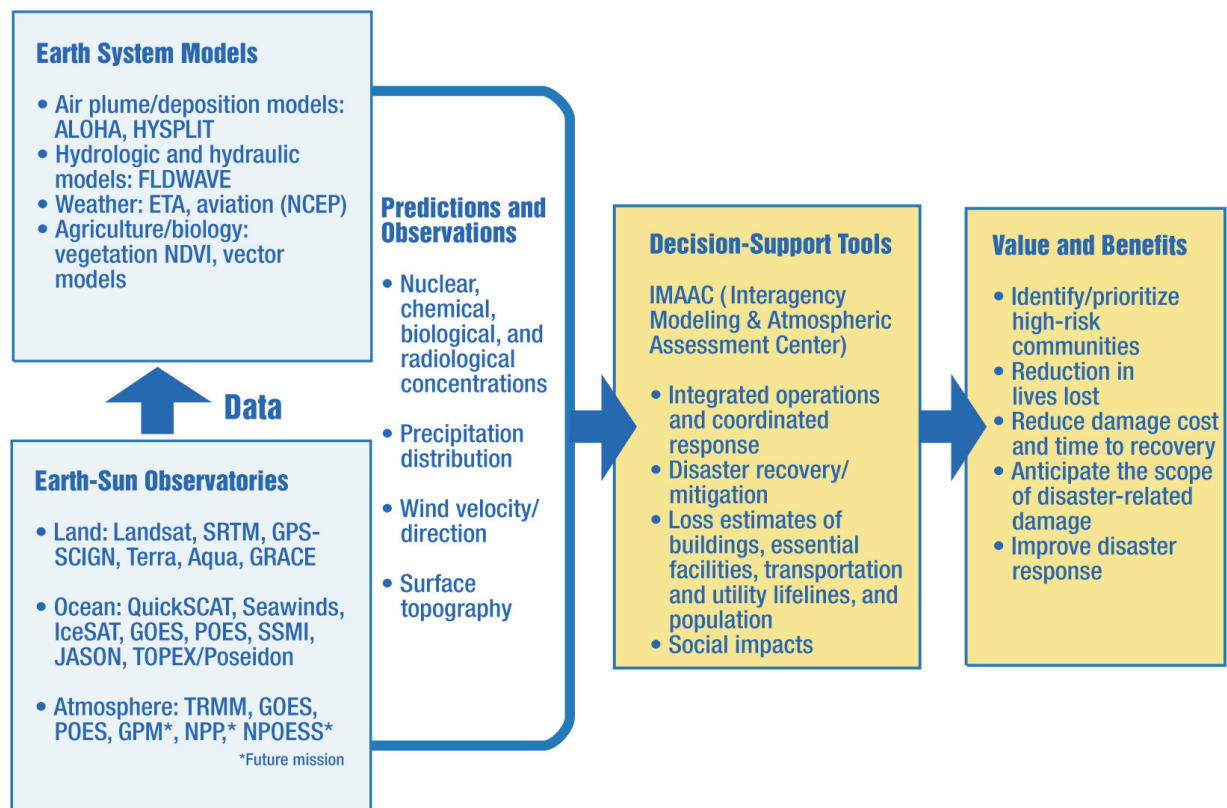 Earth System Models
• Air plume/deposition models:
ALOHA, HYSPLIT
• Hydrologic and hydraulic
models: FLDWAVE
• Weather: ETA, aviation (NCEP)
• Agriculture/biology:
vegetation NDVI, vector
models
Data
Earth-Sun Observatories
• Land: Landsat, SRTM, GPS-
SCIGN, Terra, Aqua, GRACE
• Ocean: QuickSCAT, Seawinds,
IceSAT, GOES, POES, SSMI,
JASON, TOPEX/Poseidon
• Atmosphere: TRMM, GOES,
POES, GPM*, NPP,* NPOESS*
*Future mission
Predictions and
Observations
• Nuclear,
chemical,
biological, and
radiological
concentrations
• Precipitation
distribution
• Wind velocity/
direction
• Surface
topography
Decision-Support Tools
IMAAC ( Interagency
Modeling & Atmospheric
Assessment Center)
• Integrated operations
and coordinated
response
• Disaster recovery/
mitigation
• Loss estimates of
buildings, essential
facilities, transportation
and utility lifelines, and
population
• Social impacts
Value and Benefits
• Identify/prioritize
high-risk
communities
• Reduction in
lives lost
• Reduce damage cost
and time to recovery
• Anticipate the scope
of disaster-related
damage
• Improve disaster
response